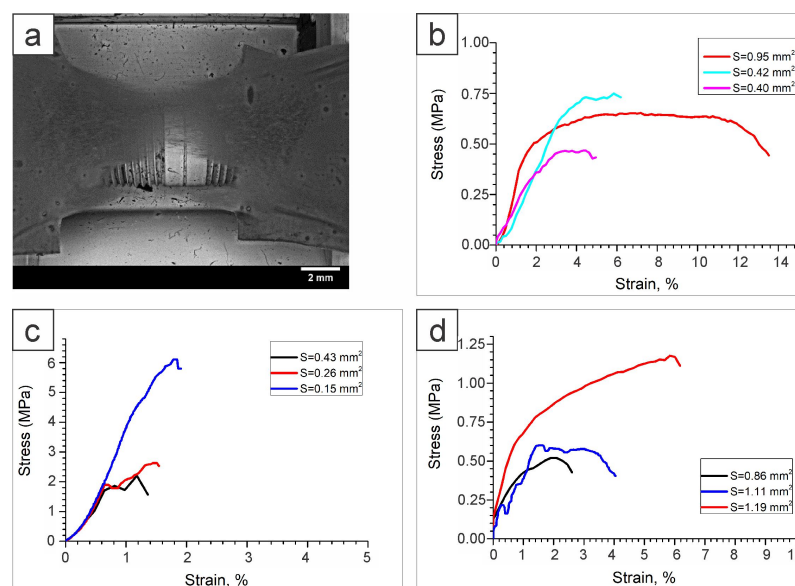 a
2 mm
b
1.00
0.75
0.50
0.25
0.00
Stress (MPa)
S=0.95 mm²
S=0.42 mm²
S=0.40 mm²
0 2 4 6 8 10 12 14
Strain, %
c
6
5
4
3
2
1
0
Stress (MPa)
S=0.43 mm²
S=0.26 mm²
S=0.15 mm²
0 1 2 3 4 5
Strain, %
d
1.25
1.00
0.75
0.50
0.25
0.00
Stress (MPa)
S=0.86 mm²
S=1.11 mm²
S=1.19 mm²
0 1 2 3 4 5 6 7 8 9
Strain, %